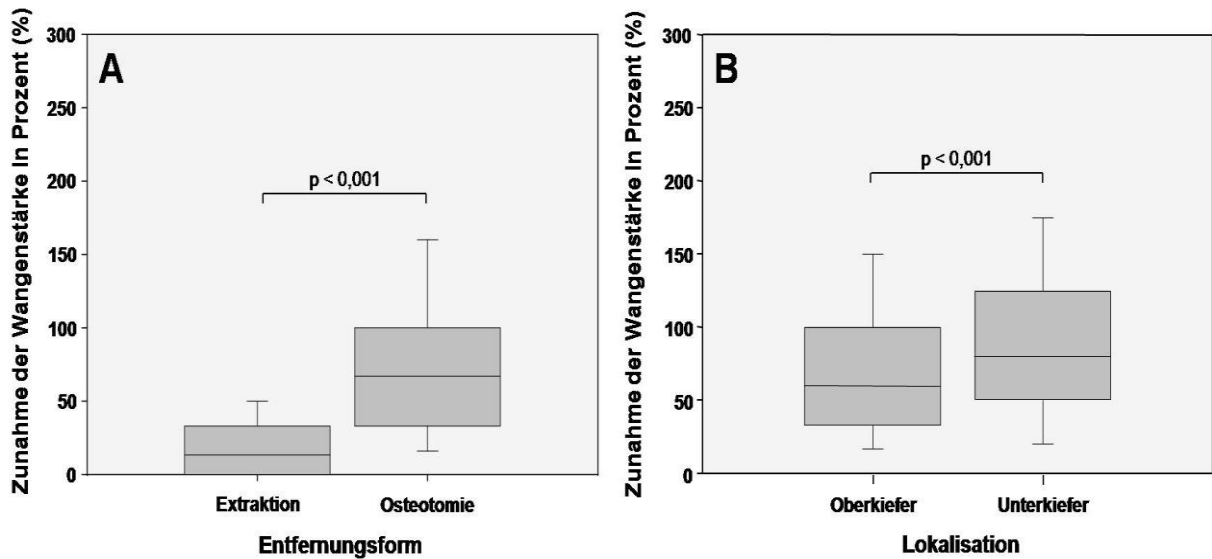 Zunahme der Wangenstärke in Prozent (%)
A
300
250
200
150
100
50
0
p < 0,001
Extraktion
Osteotomie
Entfernungsform
Zunahme der Wangenstärke in Prozent (%)
B
300
250
200
150
100
50
0
p < 0,001
Oberkiefer
Unterkiefer
Lokalisation